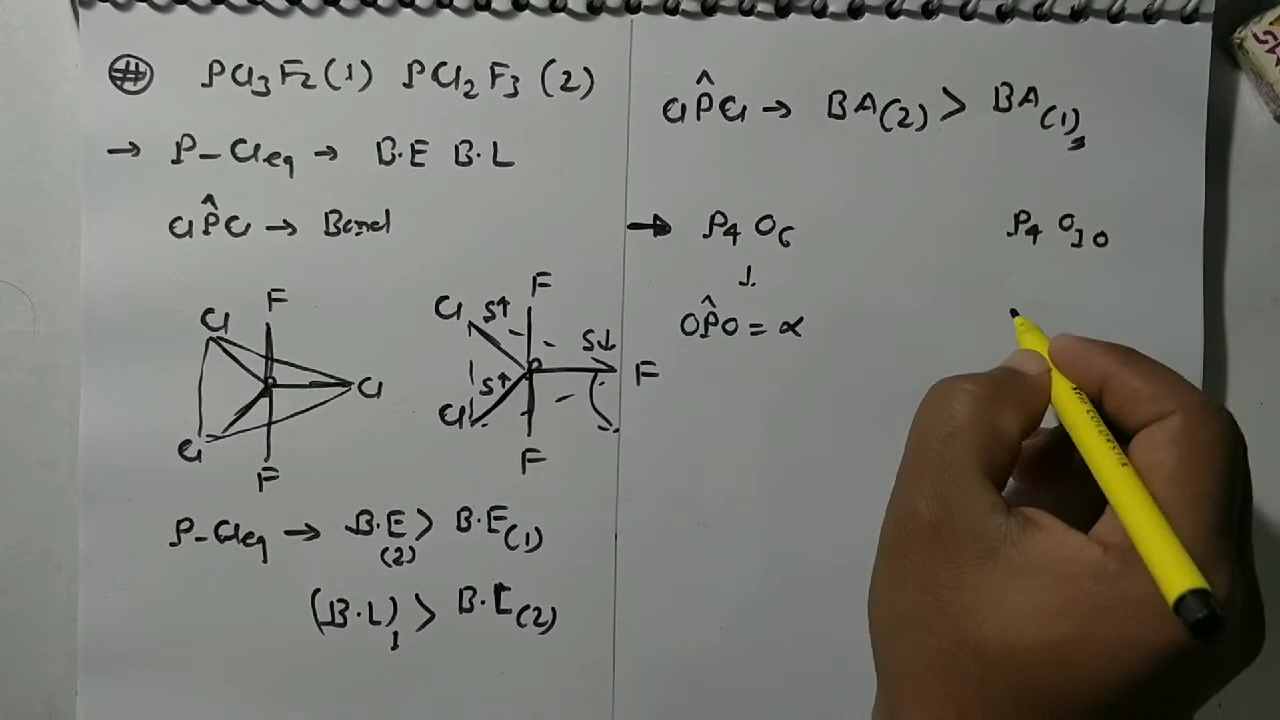 # PCl3F2(1) PCl2F3 (2)
→ P-Cleq → B.E B.L
ClP̂Cl → Bond
F
Cl
Cl
Cl
F
F
Cl S↑
S↓
F
S↑
Cl
F
P-Cleq → B.E(2) > B.E(1)
(B.L)1 > B.L(2)
ClP̂Cl → BA(2) > BA(1)
→ P4O6 P4O10
↓
OP̂O = α